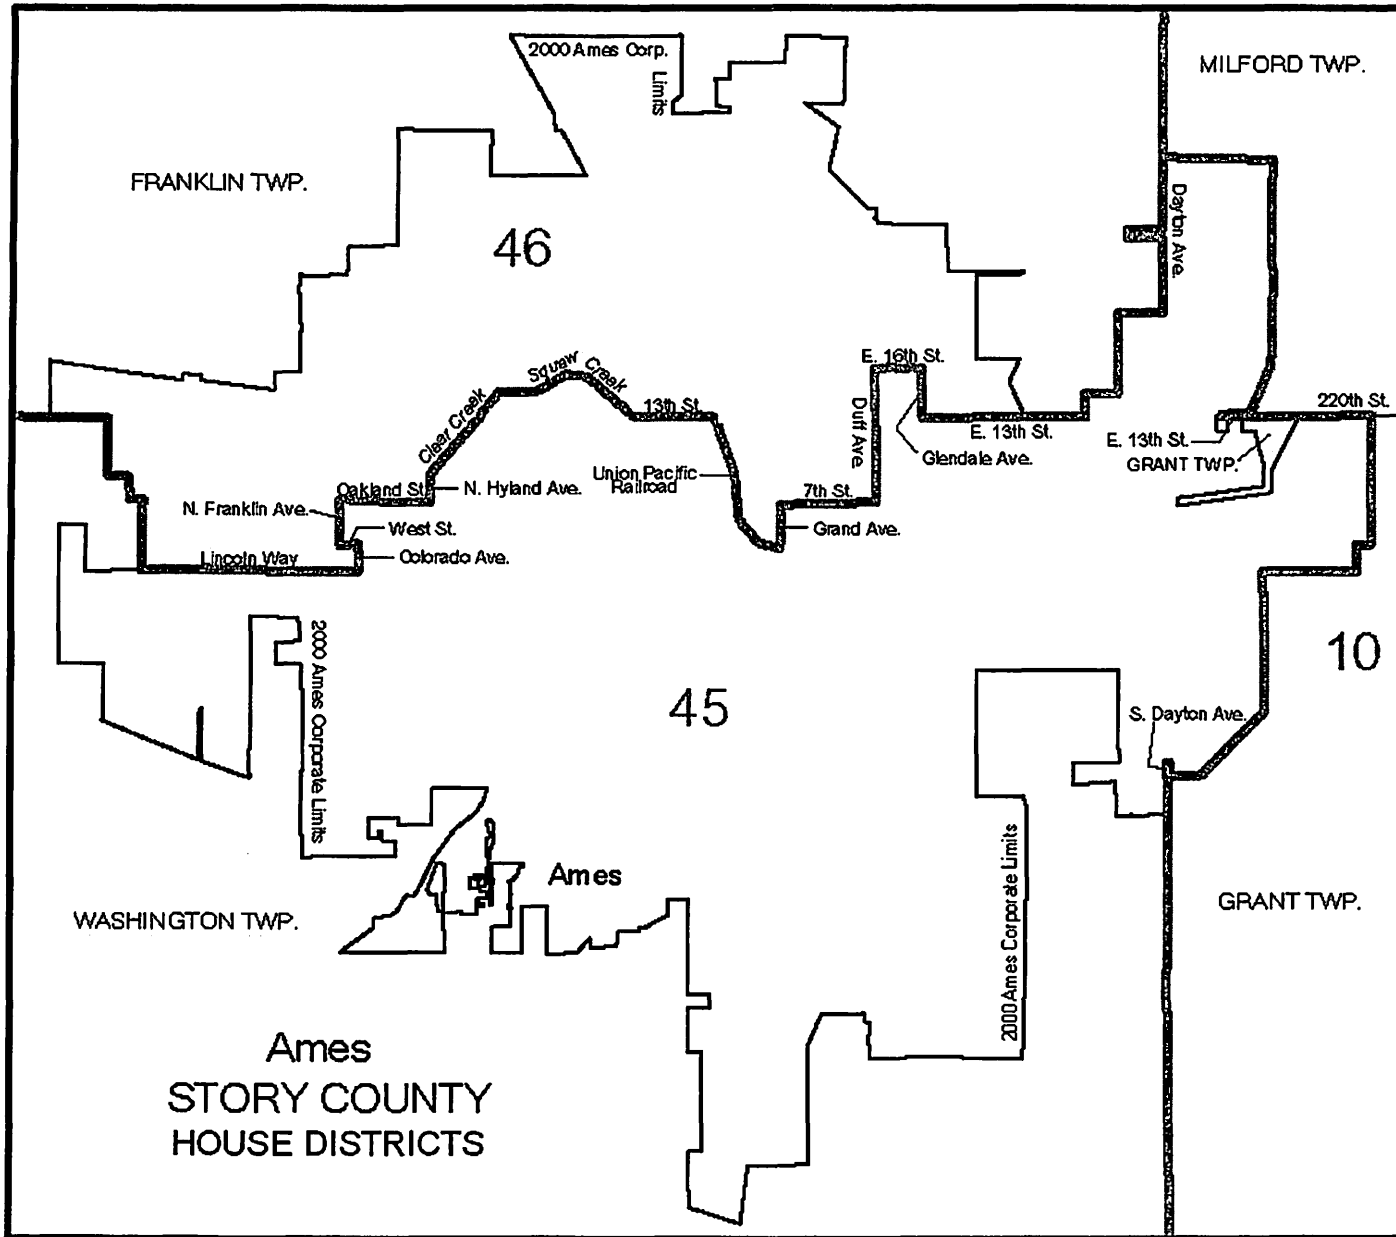 2000 Ames Corp.
Limits
MILFORD TWP.
FRANKLIN TWP.
Dayton Ave.
46
Squaw Creek
E. 16th St.
Clear Creek
13th St.
220th St.
Duff Ave
E. 13th St.
E. 13th St.
Glendale Ave.
GRANT TWP.
Union Pacific
Railroad
Oakland St.
N. Hyland Ave.
7th St.
N. Franklin Ave.
West St.
Grand Ave.
Lincoln Way
Colorado Ave.
2000 Ames Corporate Limits
10
45
S. Dayton Ave.
2000 Ames Corporate Limits
Ames
WASHINGTON TWP.
GRANT TWP.
Ames
STORY COUNTY
HOUSE DISTRICTS